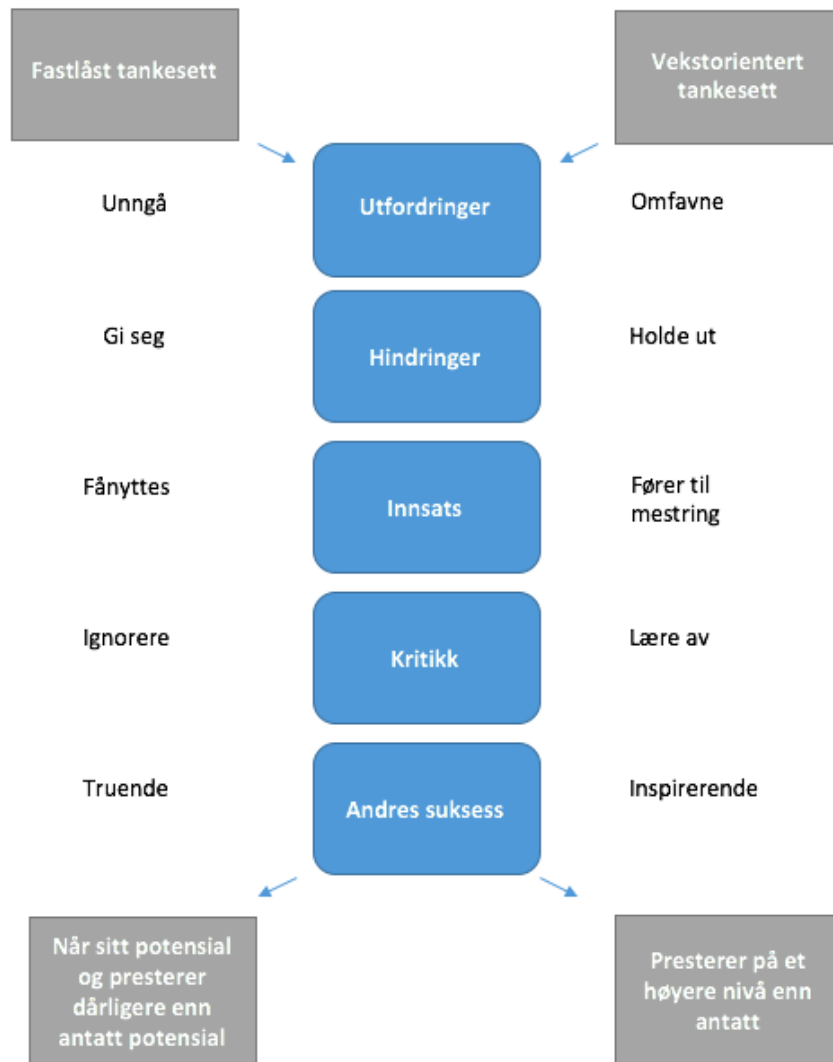 Fastlåst tankesett
Vekstorientert
tankesett
Unngå
Utfordringer
Omfavne
Gi seg
Hindringer
Holde ut
Fånyttes
Innsats
Fører til
mestring
Ignorere
Kritikk
Lære av
Truende
Andres suksess
Inspirerende
Når sitt potensial
og presterer
dårligere enn
antatt potensial
Presterer på et
høyere nivå enn
antatt